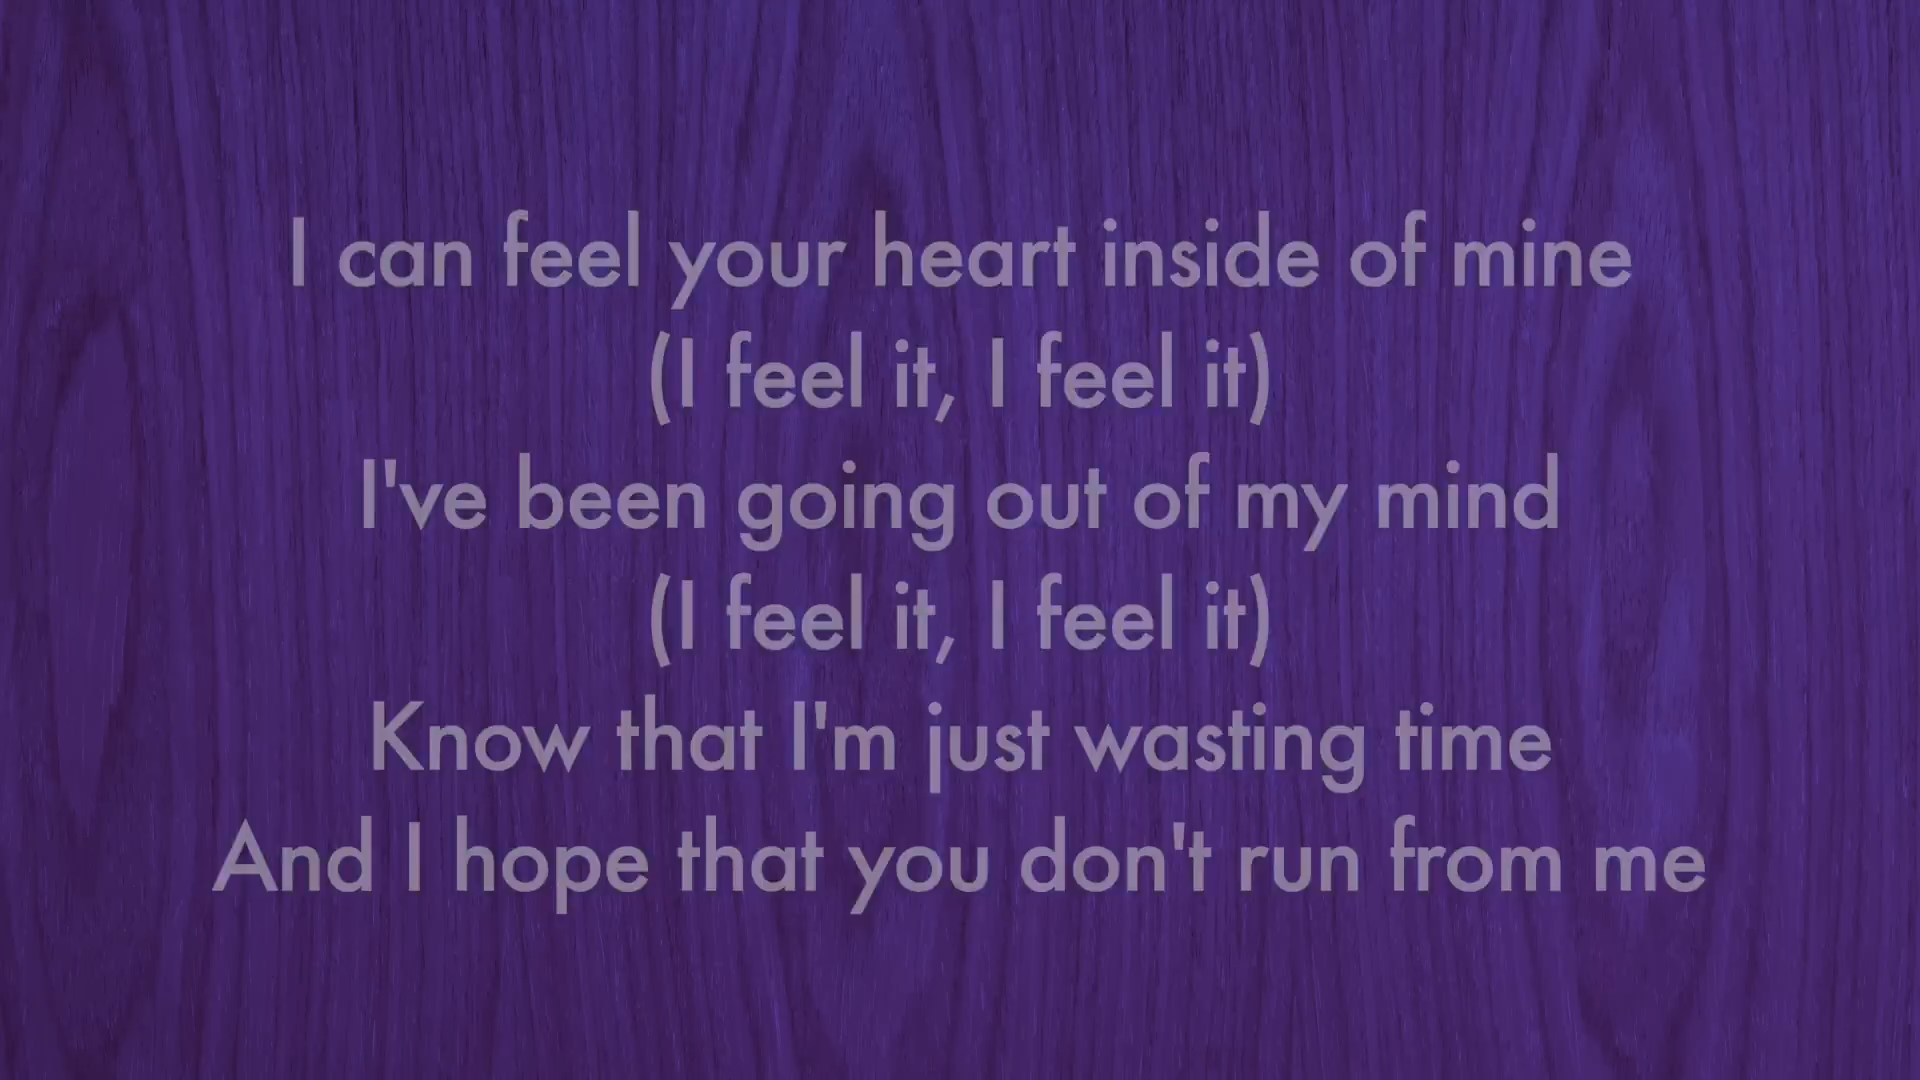 I can feel your heart inside of mine
(I feel it, I feel it)
I've been going out of my mind
(I feel it, I feel it)
Know that I'm just wasting time
And I hope that you don't run from me